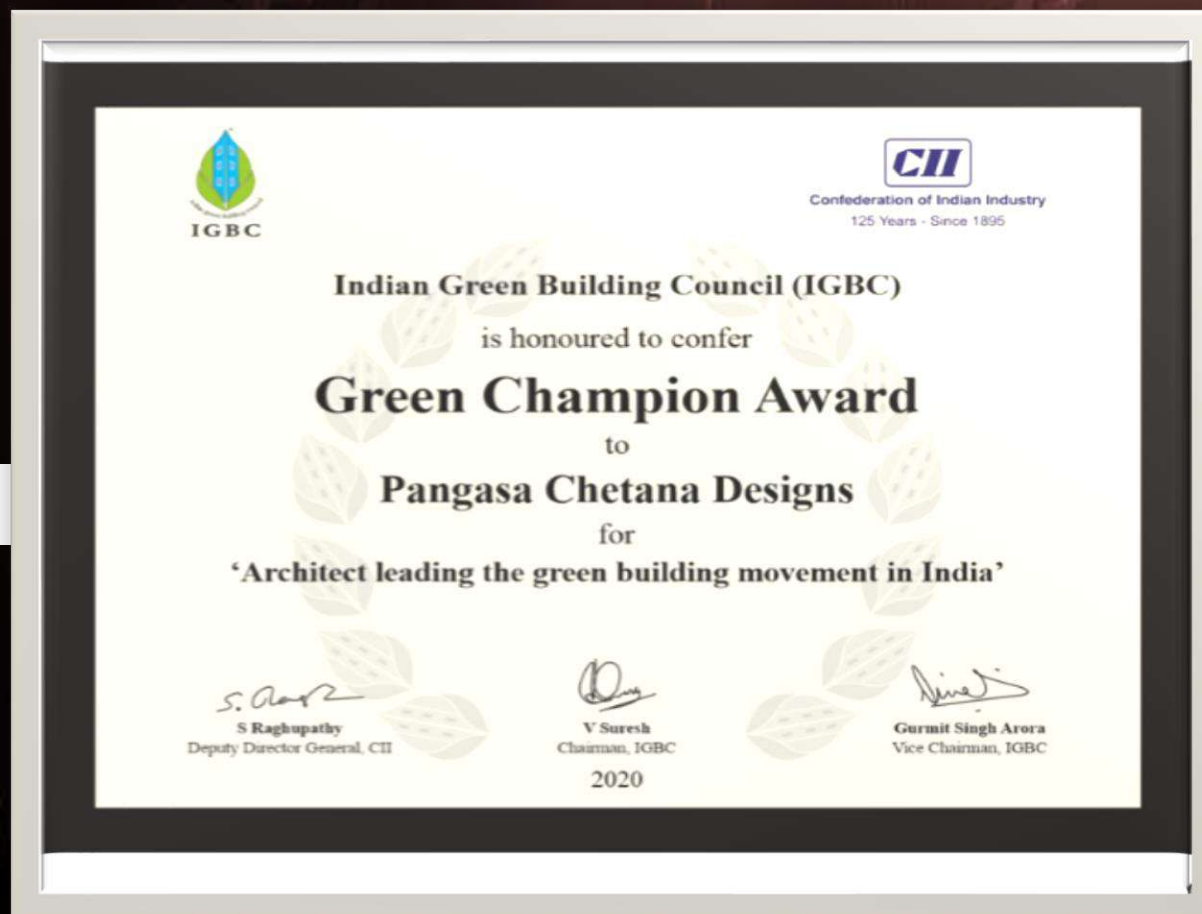 IGBC
CII
Confederation of Indian Industry
125 Years - Since 1895
Indian Green Building Council (IGBC)
is honoured to confer
Green Champion Award
to
Pangasa Chetana Designs
for
‘Architect leading the green building movement in India’
S Raghupathy
Deputy Director General, CII
V Suresh
Chairman, IGBC
Gurmit Singh Arora
Vice Chairman, IGBC
2020